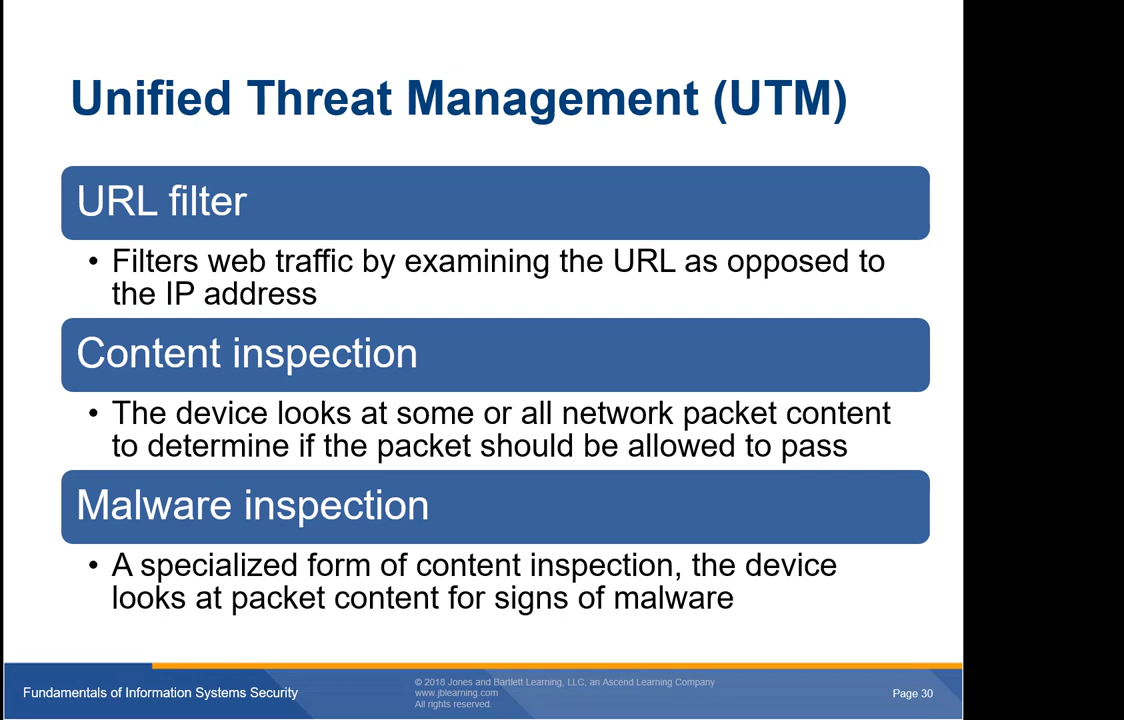 Unified Threat Management (UTM)
URL filter
• Filters web traffic by examining the URL as opposed to
the IP address
Content inspection
• The device looks at some or all network packet content
to determine if the packet should be allowed to pass
Malware inspection
• A specialized form of content inspection, the device
looks at packet content for signs of malware
Fundamentals of Information Systems Security
© 2018 Jones and Bartlett Learning, LLC, an Ascend Learning Company
www.jblearning.com
All rights reserved.
Page 30